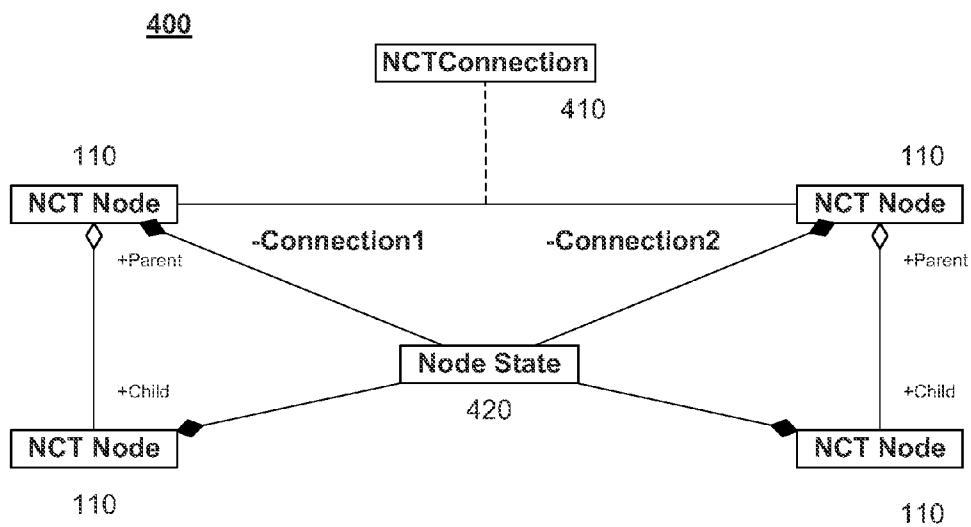 400
NCTConnection
410
110
110
NCT Node
NCT Node
-Connection1
-Connection2
+Parent
+Parent
Node State
+Child
+Child
420
NCT Node
NCT Node
110
110